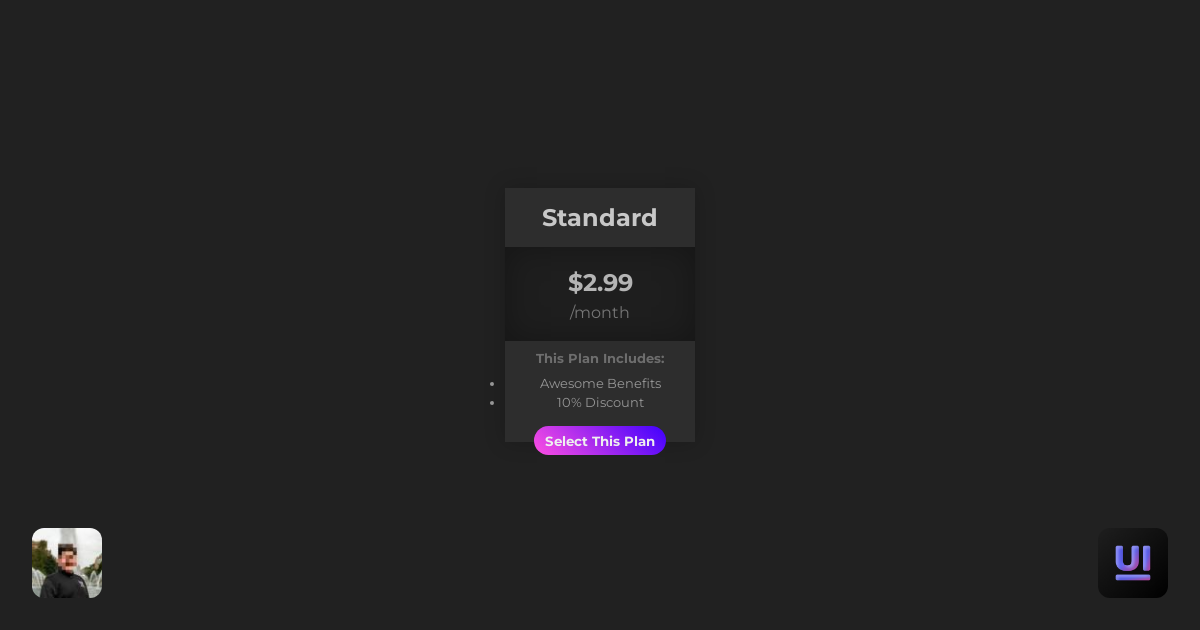 Standard
$2.99
/month
This Plan Includes:
Awesome Benefits
10% Discount
Select This Plan
UI